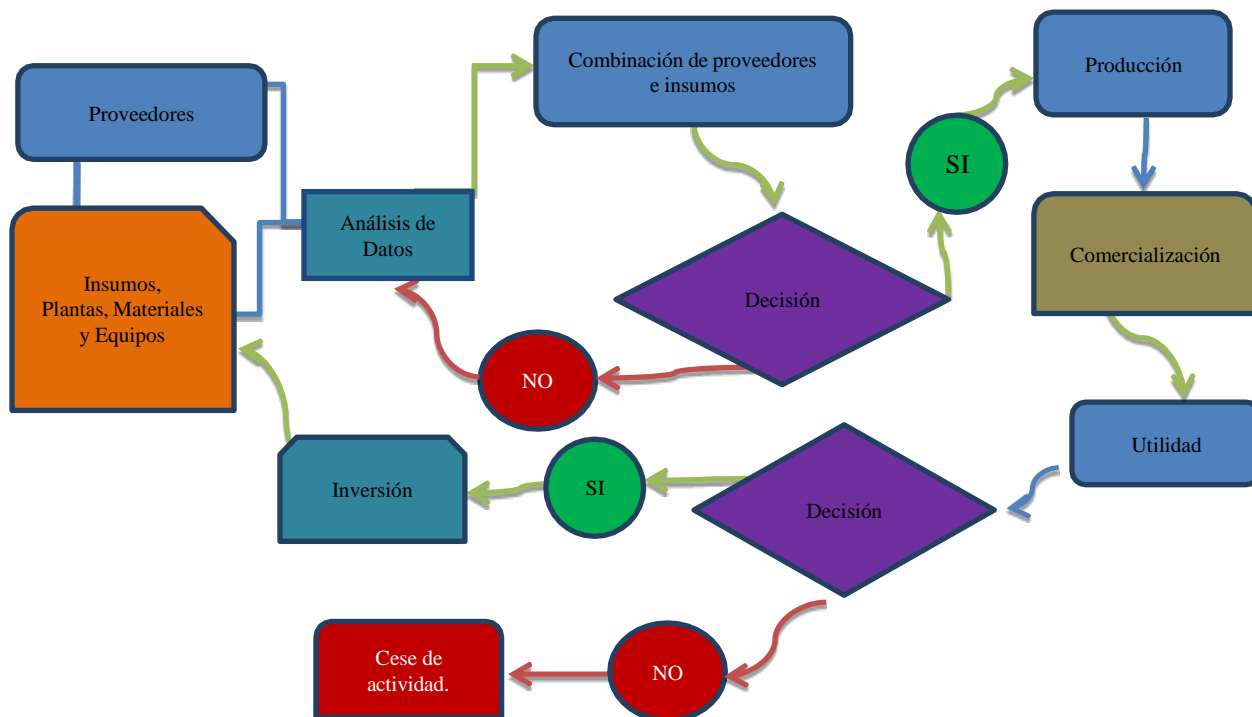 Proveedores
Insumos,
Plantas, Materiales
y Equipos
Análisis de
Datos
Combinación de proveedores
e insumos
Decisión
SI
NO
Producción
Comercialización
Utilidad
Decisión
SI
Inversión
NO
Cese de
actividad.